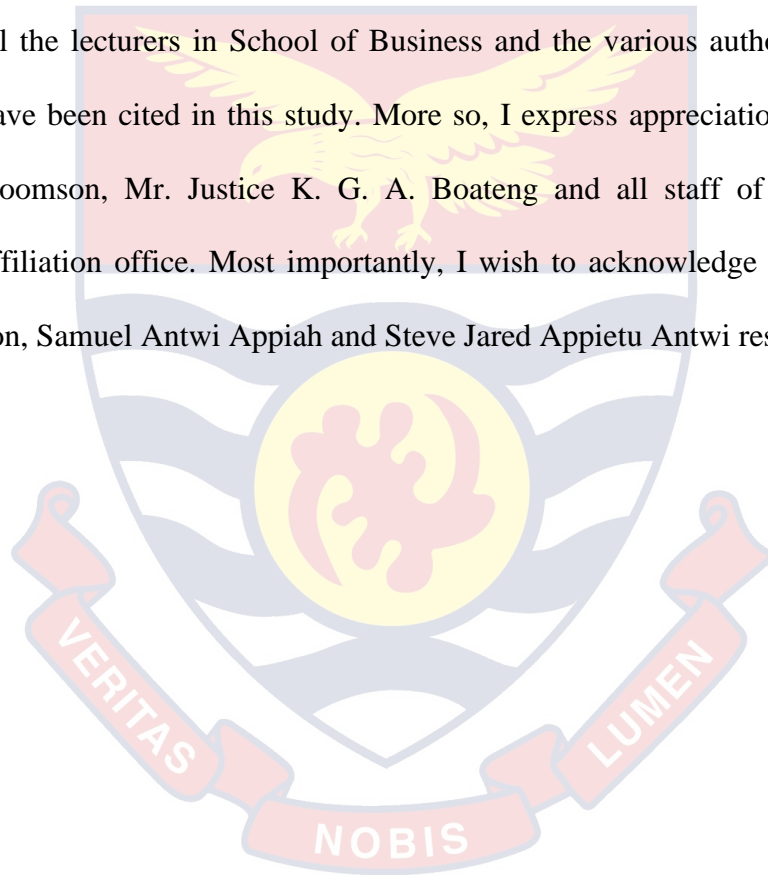 l the lecturers in School of Business and the various autho
ave been cited in this study. More so, I express appreciatio
oomson, Mr. Justice K. G. A. Boateng and all staff of
ffiliation office. Most importantly, I wish to acknowledge
on, Samuel Antwi Appiah and Steve Jared Appietu Antwi res
VERITAS
NOBIS
LUMEN